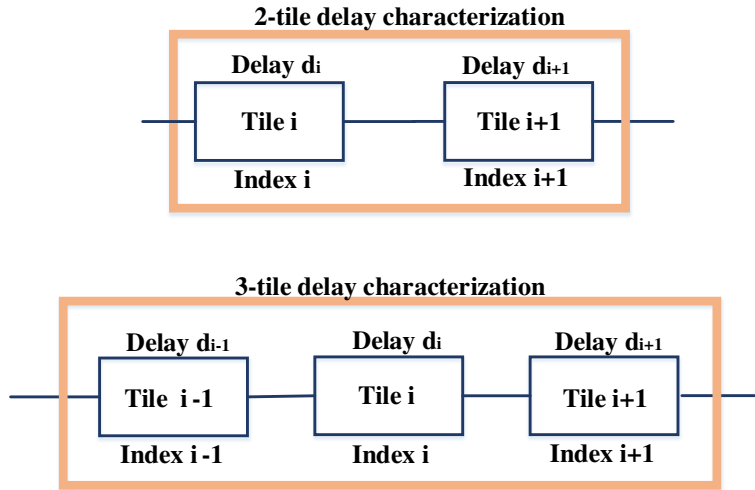 2-tile delay characterization
Delay di Delay di+1
Tile i Tile i+1
Index i Index i+1
3-tile delay characterization
Delay di-1 Delay di Delay di+1
Tile i-1 Tile i Tile i+1
Index i-1 Index i Index i+1